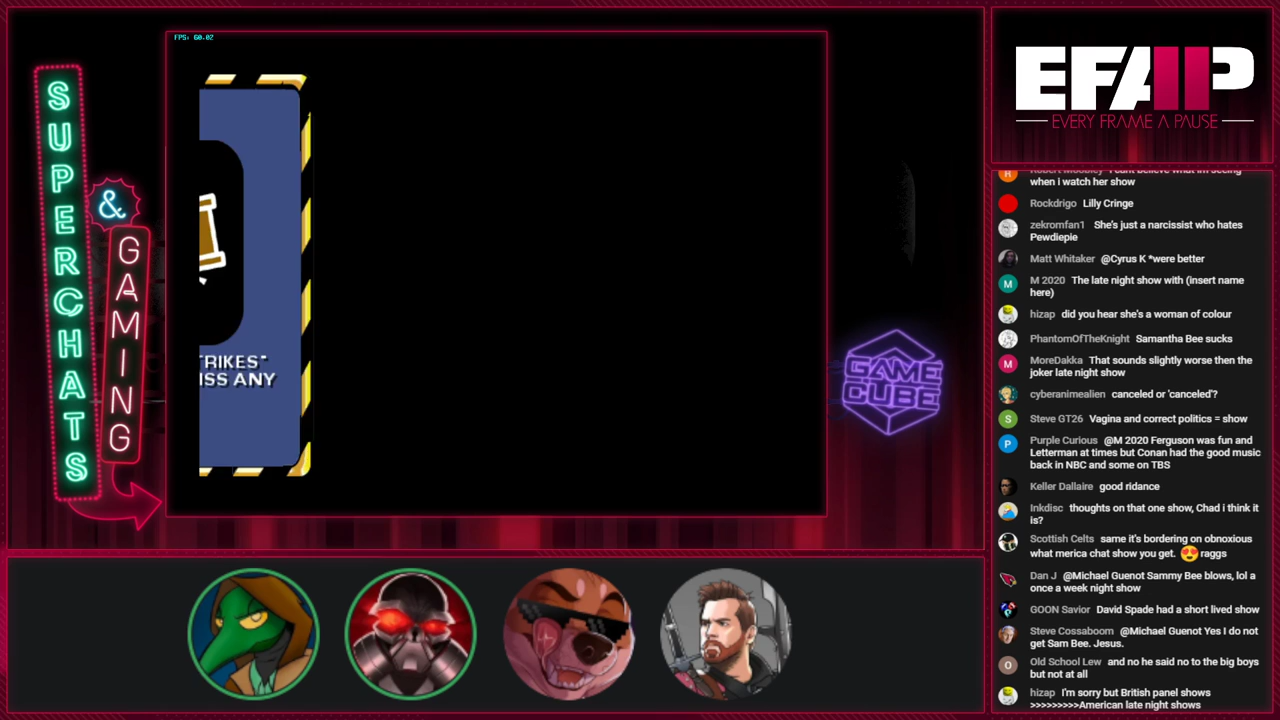 FPS: 60.02
SUPERCHATS
&
GAMING
TRIKES"
ISS ANY
GAME
CUBE
EFAP
EVERY FRAME A PAUSE
when i watch her show
Rockdrigo Lilly Cringe
zekromfan1 She's just a narcissist who hates
Pewdiepie
Matt Whitaker @Cyrus K *were better
M 2020 The late night show with (insert name
here)
hizap did you hear she's a woman of colour
PhantomOfTheKnight Samantha Bee sucks
MoreDakka That sounds slightly worse then the
joker late night show
cyberanimealien canceled or 'canceled'?
Steve GT26 Vagina and correct politics = show
Purple Curious @M 2020 Ferguson was fun and
Letterman at times but Conan had the good music
back in NBC and some on TBS
Keller Dallaire good ridance
Inkdisc thoughts on that one show, Chad i think it
is?
Scottish Celts same it's bordering on obnoxious
what merica chat show you get. 😍 raggs
Dan J @Michael Guenot Sammy Bee blows, lol a
once a week night show
GOON Savior David Spade had a short lived show
Steve Cossaboom @Michael Guenot Yes I do not
get Sam Bee. Jesus.
Old School Lew and no he said no to the big boys
but not at all
hizap I'm sorry but British panel shows
>>>>>>>>>American late night shows